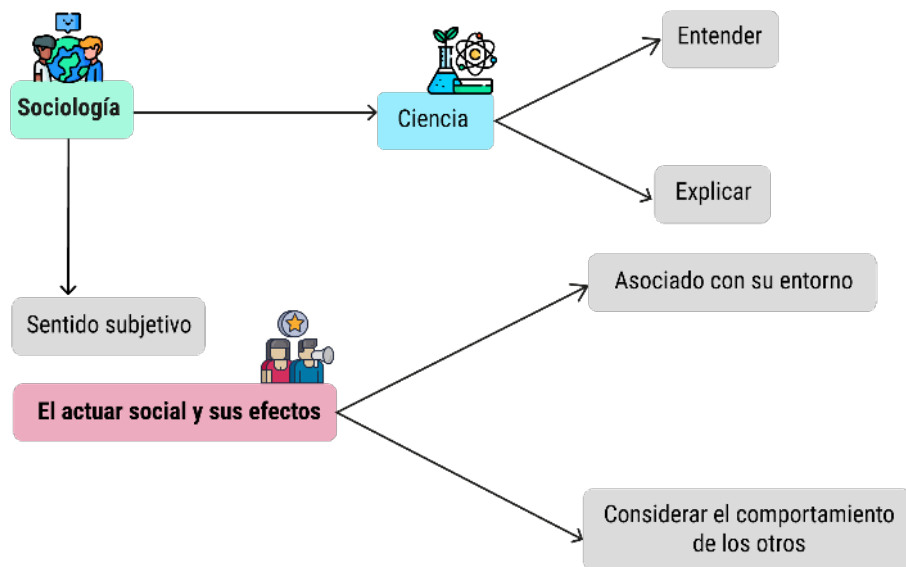 Sociología
Ciencia
Entender
Explicar
Sentido subjetivo
El actuar social y sus efectos
Asociado con su entorno
Considerar el comportamiento
de los otros